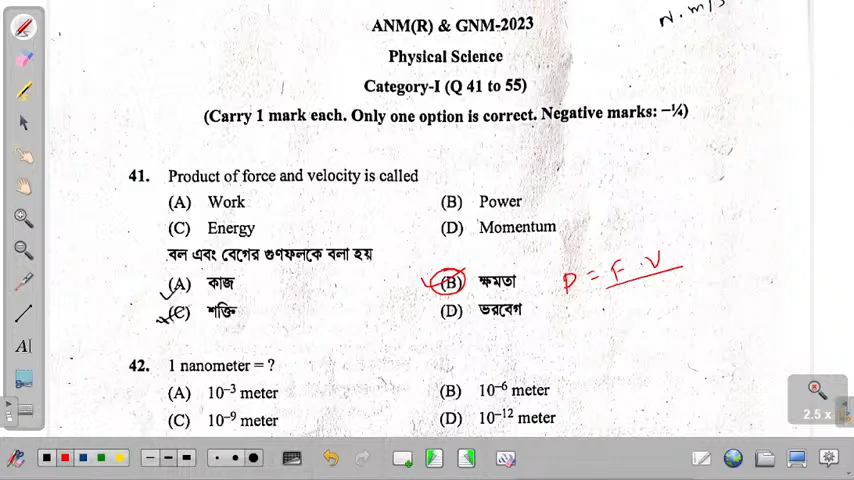 N. m/s
ANM(R) & GNM-2023
Physical Science
Category-I (Q 41 to 55)
(Carry 1 mark each. Only one option is correct. Negative marks: –¼)
41. Product of force and velocity is called
(A) Work (B) Power
(C) Energy (D) Momentum
বল এবং বেগের গুণফলকে বলা হয়
(A) কাজ (B) ক্ষমতা P = F . V
(C) শক্তি (D) ভরবেগ
42. 1 nanometer = ?
(A) 10⁻³ meter (B) 10⁻⁶ meter
(C) 10⁻⁹ meter (D) 10⁻¹² meter
A
2.5 x